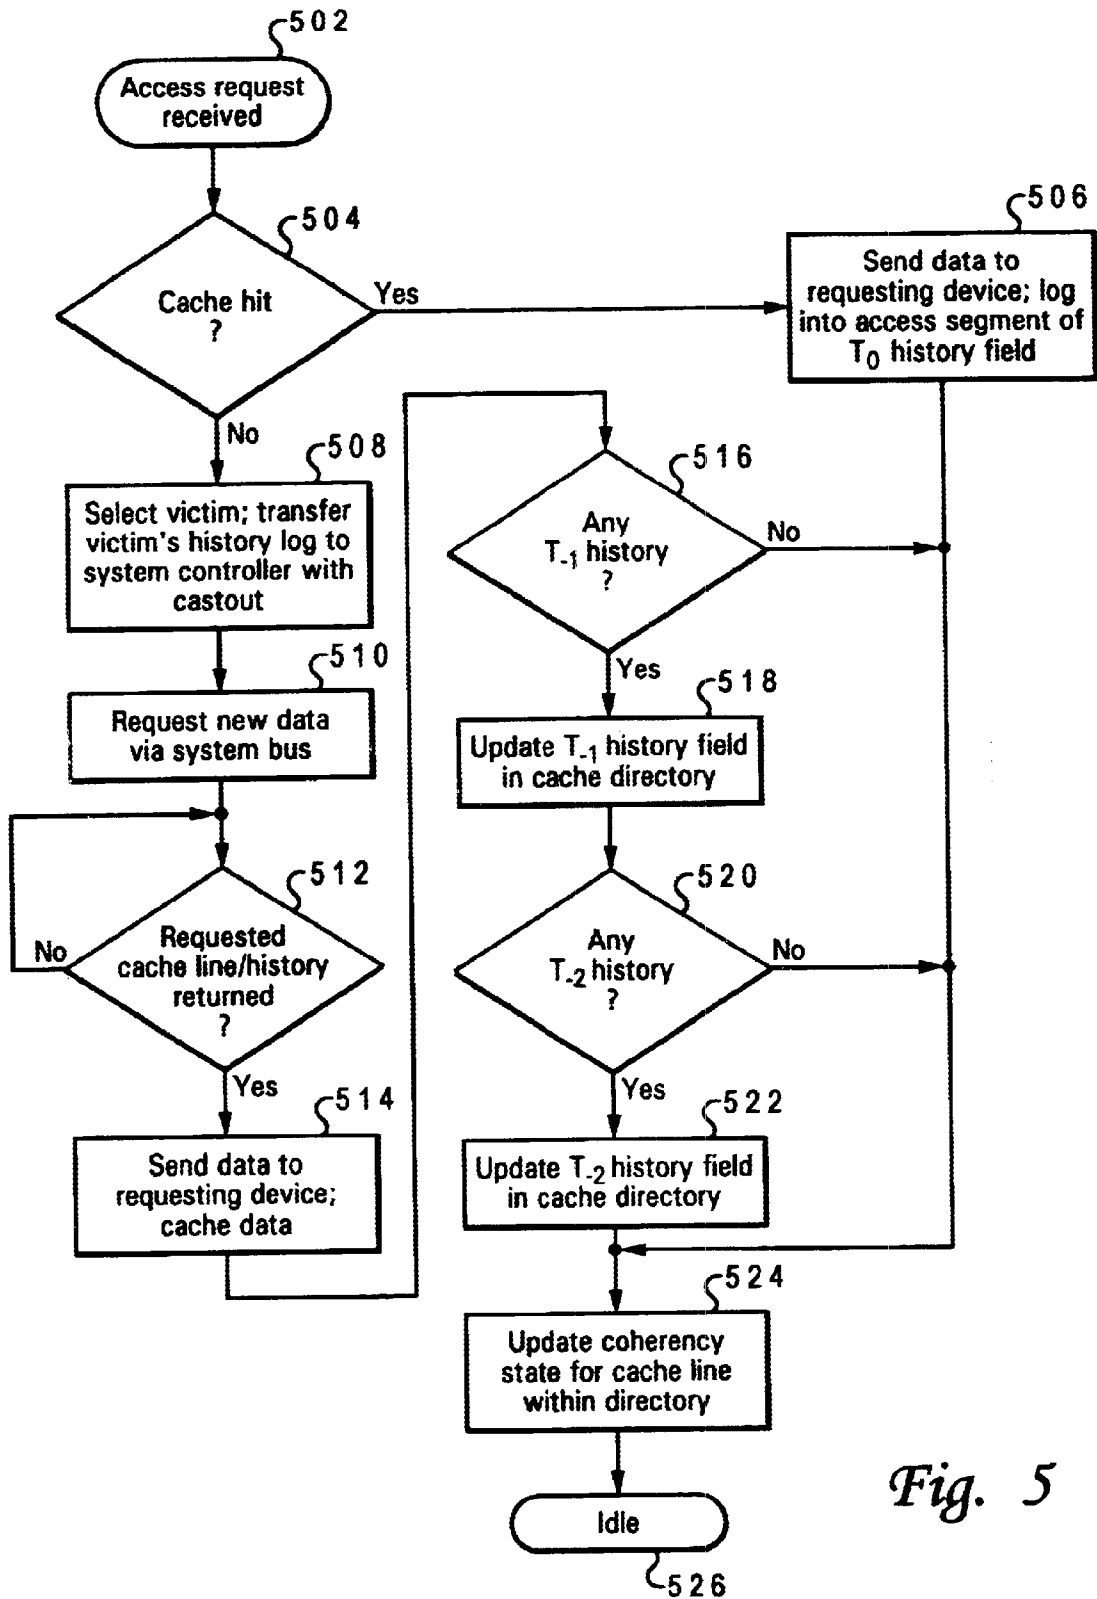 502
Access request
received
504
Cache hit
?
Yes
No
506
Send data to
requesting device; log
into access segment of
T0 history field
508
Select victim; transfer
victim's history log to
system controller with
castout
510
Request new data
via system bus
512
Requested
cache line/history
returned
?
No
Yes
514
Send data to
requesting device;
cache data
516
Any
T-1 history
?
No
Yes
518
Update T-1 history field
in cache directory
520
Any
T-2 history
?
No
Yes
522
Update T-2 history field
in cache directory
524
Update coherency
state for cache line
within directory
Idle
526
Fig. 5